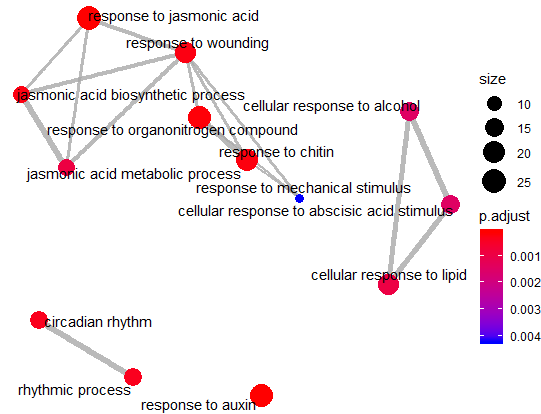 response to jasmonic acid
response to wounding
size
jasmonic acid biosynthetic process
10
cellular response to alcohol
15
response to organonitrogen compound
20
response to chitin
jasmonic acid metabolic process
25
response to mechanical stimulus
cellular response to abscisic acid stimulus
p.adjust
0.001
cellular response to lipid
0.002
0.003
circadian rhythm
0.004
rhythmic process
response to auxin